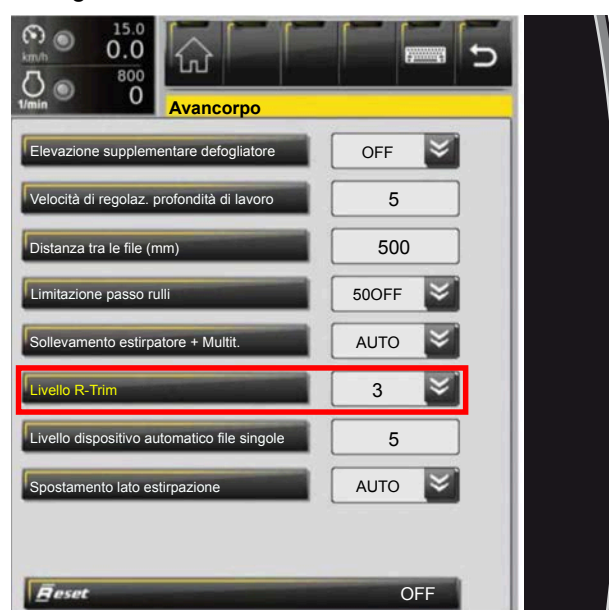 15.0
km/h 0.0
800
1/min 0
Avancorpo
Elevazione supplementare defogliatore OFF
Velocità di regolaz. profondità di lavoro 5
Distanza tra le file (mm) 500
Limitazione passo rulli 50OFF
Sollevamento estirpatore + Multit. AUTO
Livello R-Trim 3
Livello dispositivo automatico file singole 5
Spostamento lato estirpazione AUTO
Reset OFF